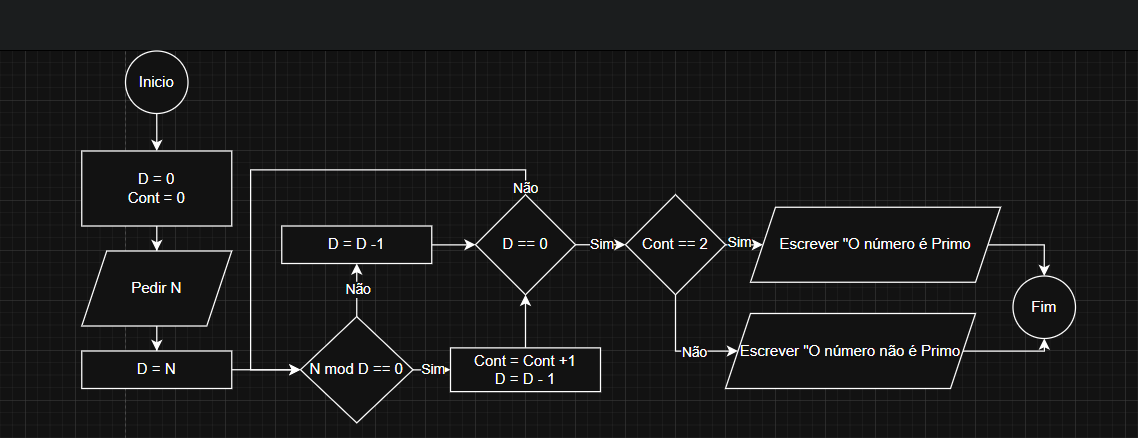 Inicio
D = 0
Cont = 0
Pedir N
D = N
N mod D == 0
Não
Sim
D = D -1
Cont = Cont +1
D = D - 1
Não
D == 0
Sim
Cont == 2
Sim
Não
Escrever "O número é Primo
Escrever "O número não é Primo
Fim